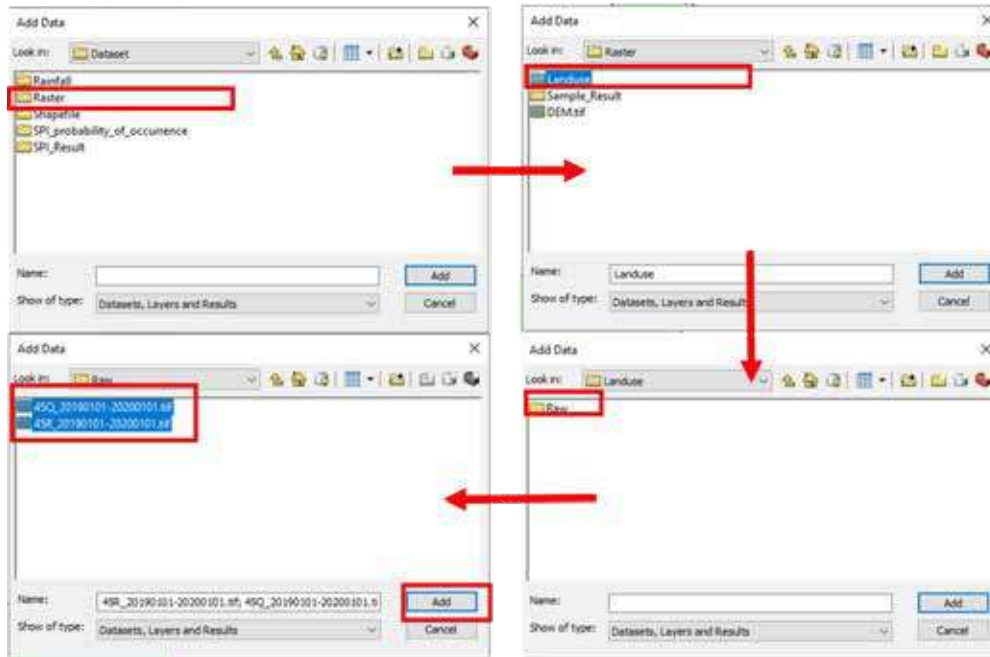 Add Data
Look in: Dataset
Rainfall
Raster
Shapefile
SPI_probability_of_occurrence
SPI_Result
Name:
Add
Show of type: Datasets, Layers and Results
Cancel
Add Data
Look in: Raster
Landuse
Sample_Result
DEM.tif
Name: Landuse
Add
Show of type: Datasets, Layers and Results
Cancel
Add Data
Look in: Landuse
Raw
Name:
Add
Show of type: Datasets, Layers and Results
Cancel
Add Data
Look in: Raw
45Q_20190101-20200101.tif
45R_20190101-20200101.tif
Name: 45R_20190101-20200101.tif; 45Q_20190101-20200101.ti
Add
Show of type: Datasets, Layers and Results
Cancel